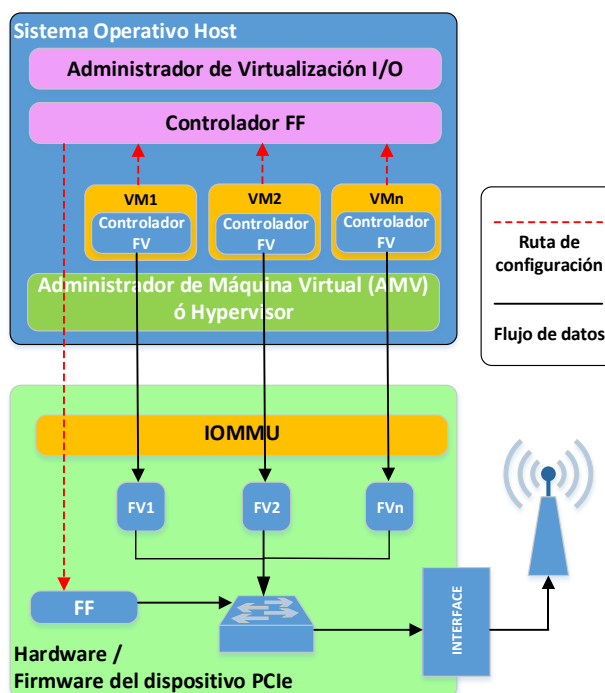 Sistema Operativo Host
Administrador de Virtualización I/O
Controlador FF
VM1
Controlador
FV
VM2
Controlador
FV
VMn
Controlador
FV
Administrador de Máquina Virtual (AMV)
ó Hypervisor
Ruta de
configuración
Flujo de datos
IOMMU
FV1
FV2
FVn
FF
INTERFACE
Hardware /
Firmware del dispositivo PCIe